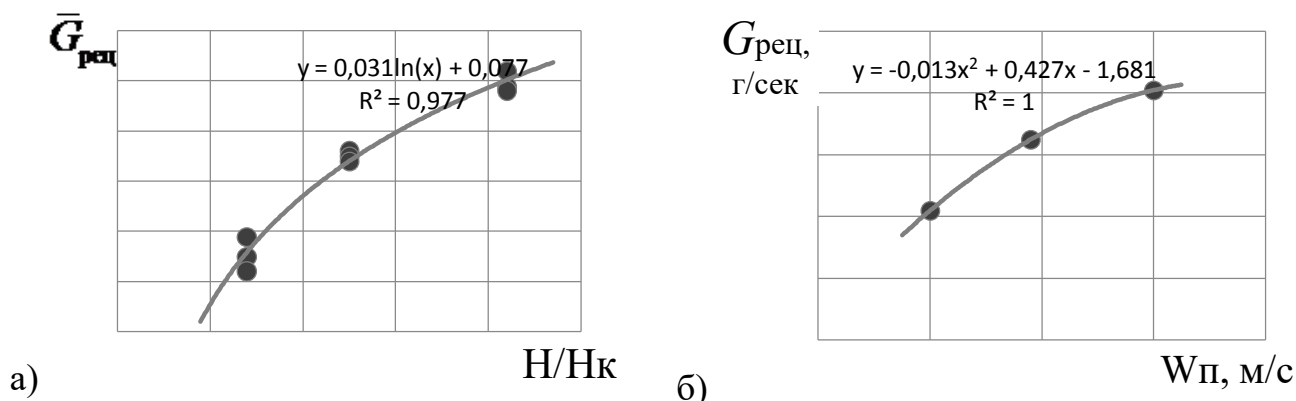 G̅рец
y = 0,031ln(x) + 0,077
R² = 0,977
H/Hк
а)
Gрец,
г/сек
y = -0,013x² + 0,427x - 1,681
R² = 1
Wп, м/с
б)